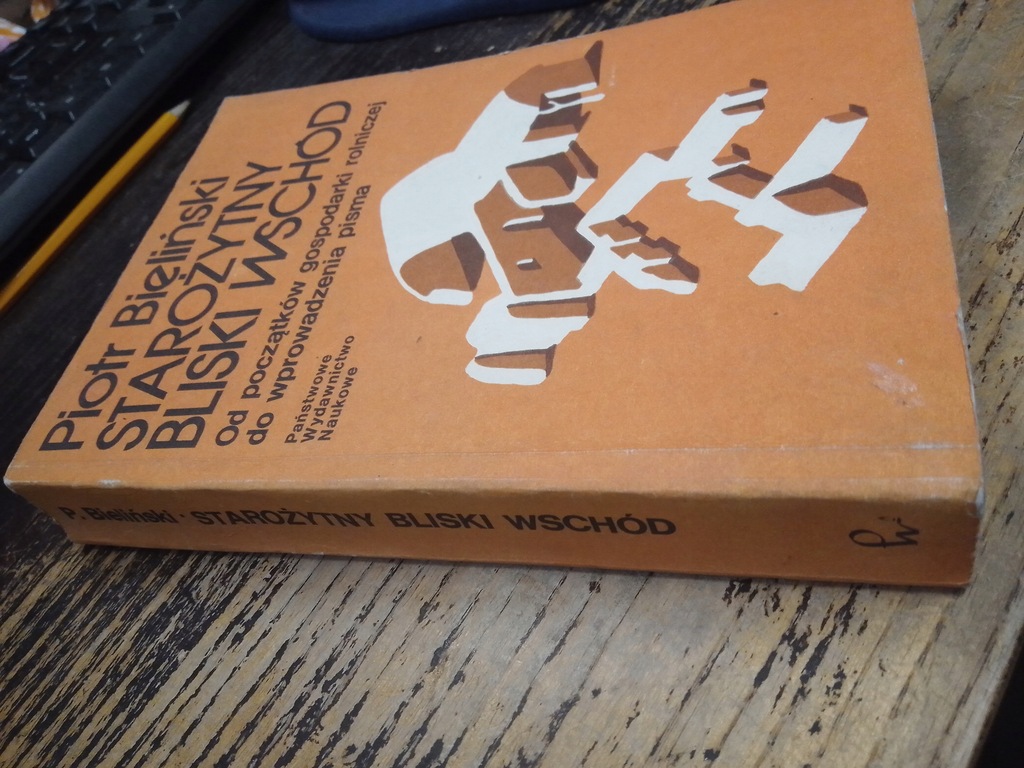 Piotr Bieliński
STAROŻYTNY
BLISKI WSCHÓD
Od początków gospodarki rolniczej
do wprowadzenia pisma
Państwowe
Wydawnictwo
Naukowe
P. Bieliński · STAROŻYTNY BLISKI WSCHÓD